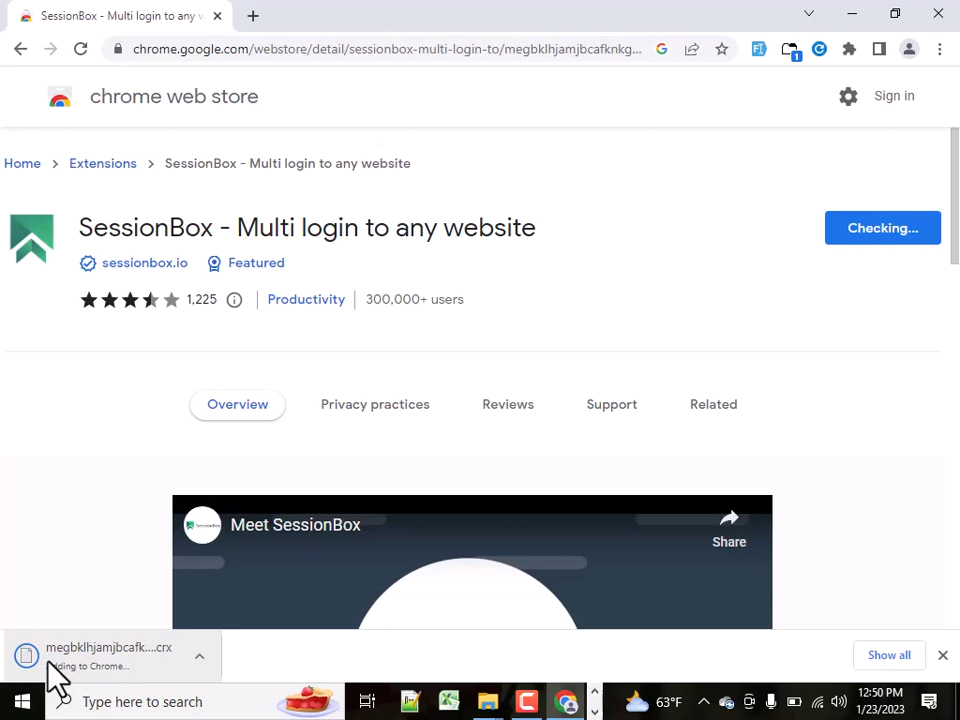 SessionBox - Multi login to any w
chrome.google.com/webstore/detail/sessionbox-multi-login-to/megbklhjamjbcafknkg...
1
chrome web store
Sign in
Home > Extensions > SessionBox - Multi login to any website
SessionBox - Multi login to any website
Checking...
sessionbox.io Featured
1,225 Productivity 300,000+ users
Overview Privacy practices Reviews Support Related
Meet SessionBox
Share
megbklhjamjbcafk....crx
Adding to Chrome...
Show all
Type here to search
63°F
12:50 PM
1/23/2023